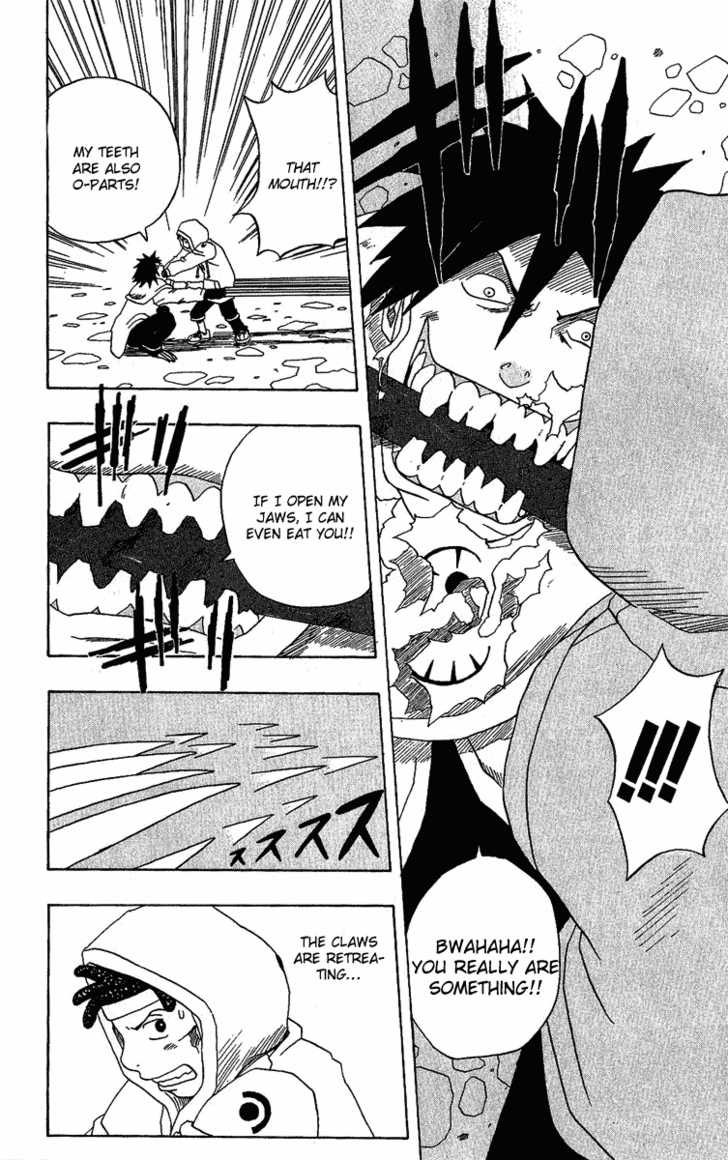 !!!
BWAHAHA!!
YOU REALLY ARE
SOMETHING!!
THAT
MOUTH!!?
MY TEETH
ARE ALSO
O-PARTS!
IF I OPEN MY
JAWS, I CAN
EVEN EAT YOU!!
スススス
THE CLAWS
ARE RETREA-
TING...